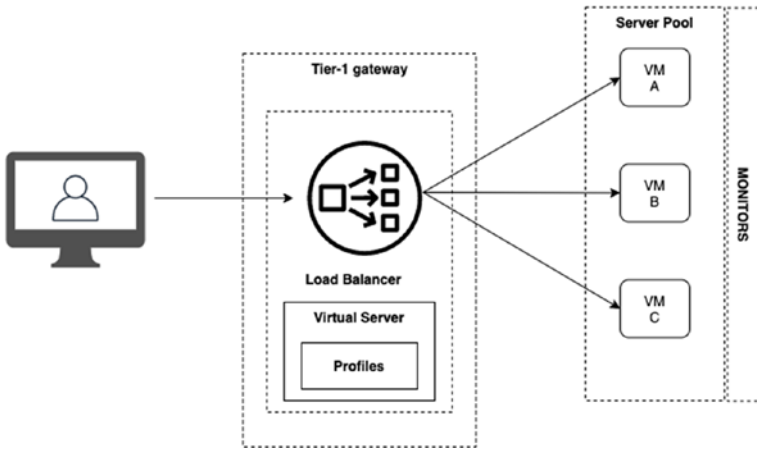 Server Pool
Tier-1 gateway
VM
A
VM
B
VM
C
MONITORS
Load Balancer
Virtual Server
Profiles